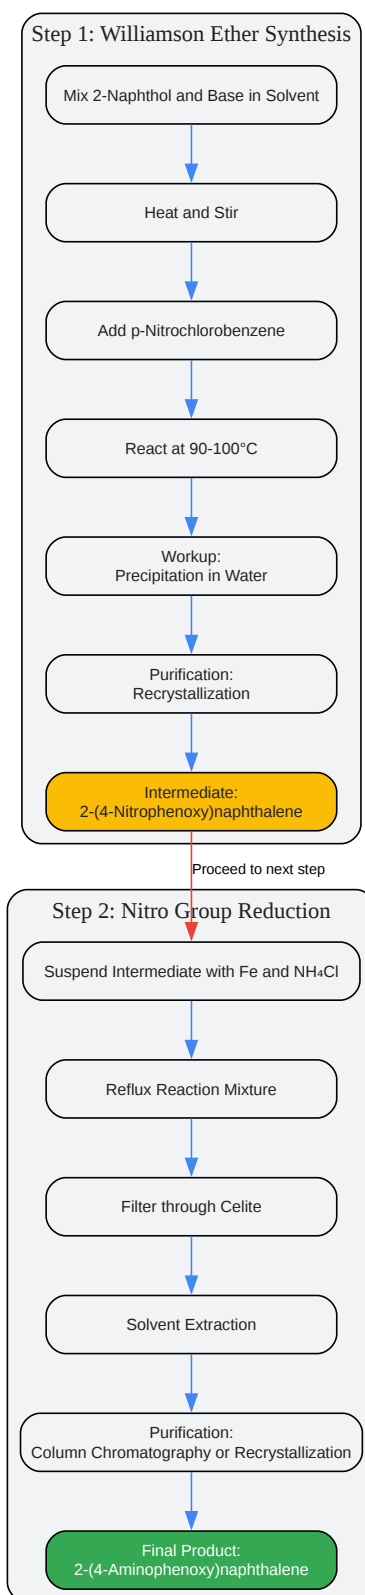 Step 1: Williamson Ether Synthesis
Mix 2-Naphthol and Base in Solvent
Heat and Stir
Add p-Nitrochlorobenzene
React at 90-100°C
Workup:
Precipitation in Water
Purification:
Recrystallization
Intermediate:
2-(4-Nitrophenoxy)naphthalene
Proceed to next step
Step 2: Nitro Group Reduction
Suspend Intermediate with Fe and NH₄Cl
Reflux Reaction Mixture
Filter through Celite
Solvent Extraction
Purification:
Column Chromatography or Recrystallization
Final Product:
2-(4-Aminophenoxy)naphthalene